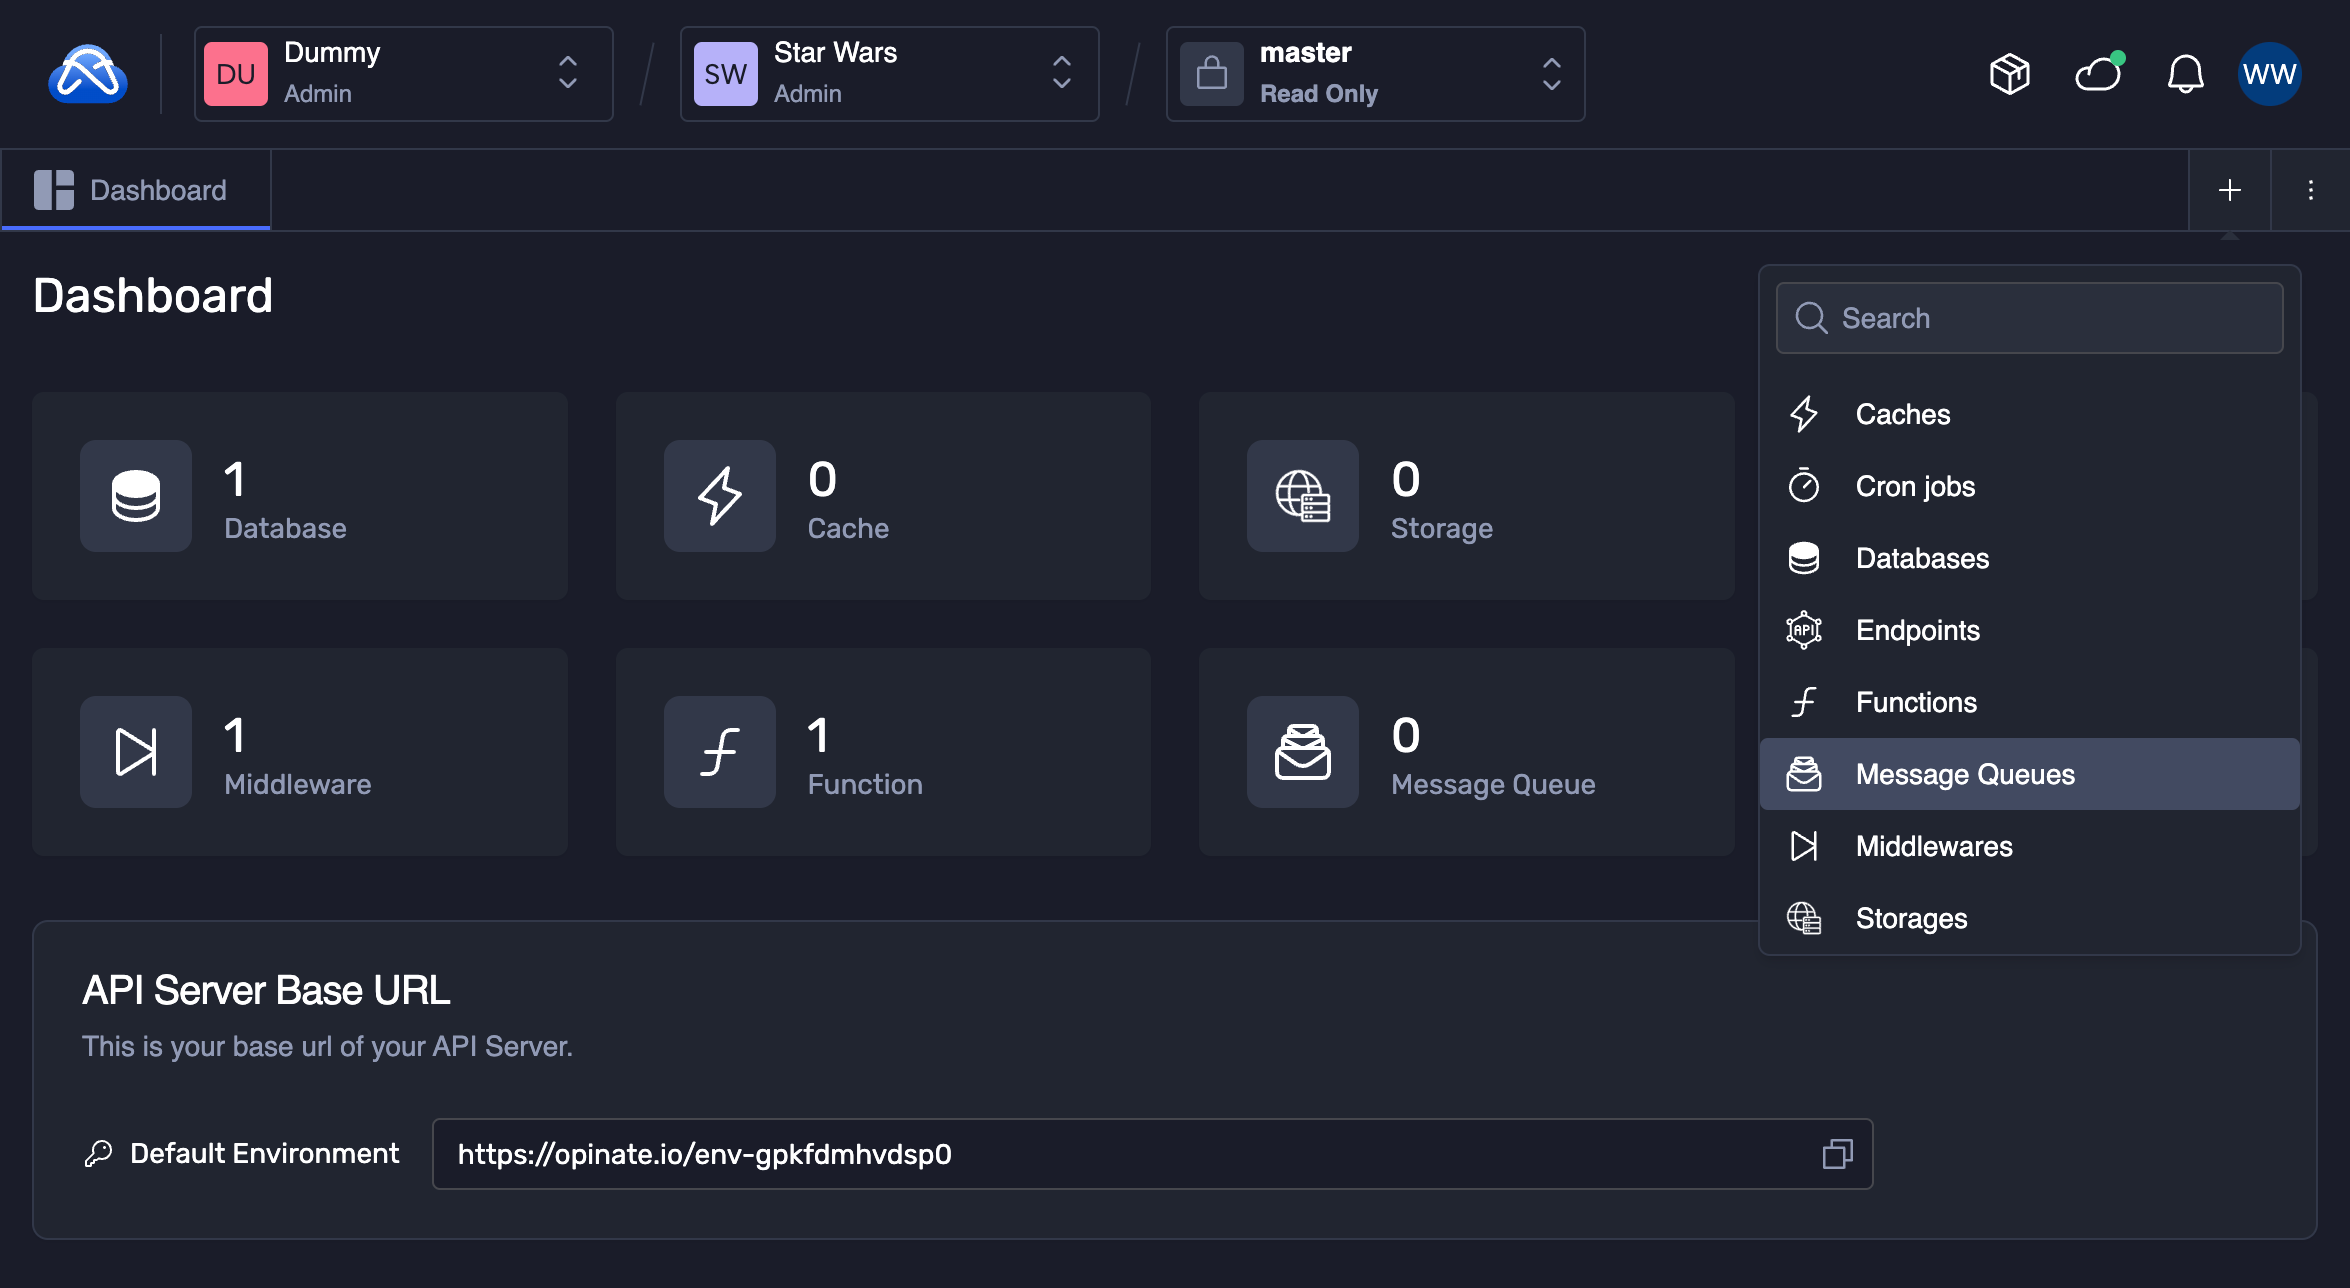 DU
Dummy
Admin
SW
Star Wars
Admin
master
Read Only
WW
Dashboard
Dashboard
1
Database
0
Cache
0
Storage
1
Middleware
1
Function
0
Message Queue
Search
Caches
Cron jobs
Databases
API
Endpoints
Functions
Message Queues
Middlewares
Storages
API Server Base URL
This is your base url of your API Server.
Default Environment
https://opinate.io/env-gpkfdmhvdsp0